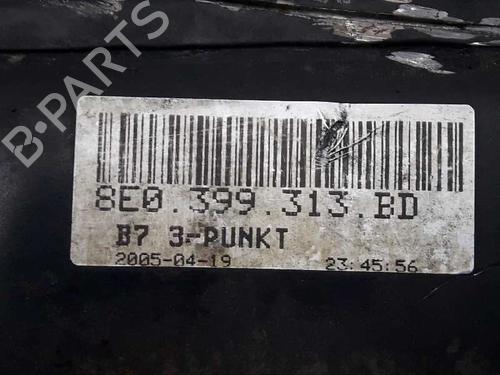 B-PARTS
8E0.399.313.BD
B7 3-PUNKT
2005-04-19 23:45:56